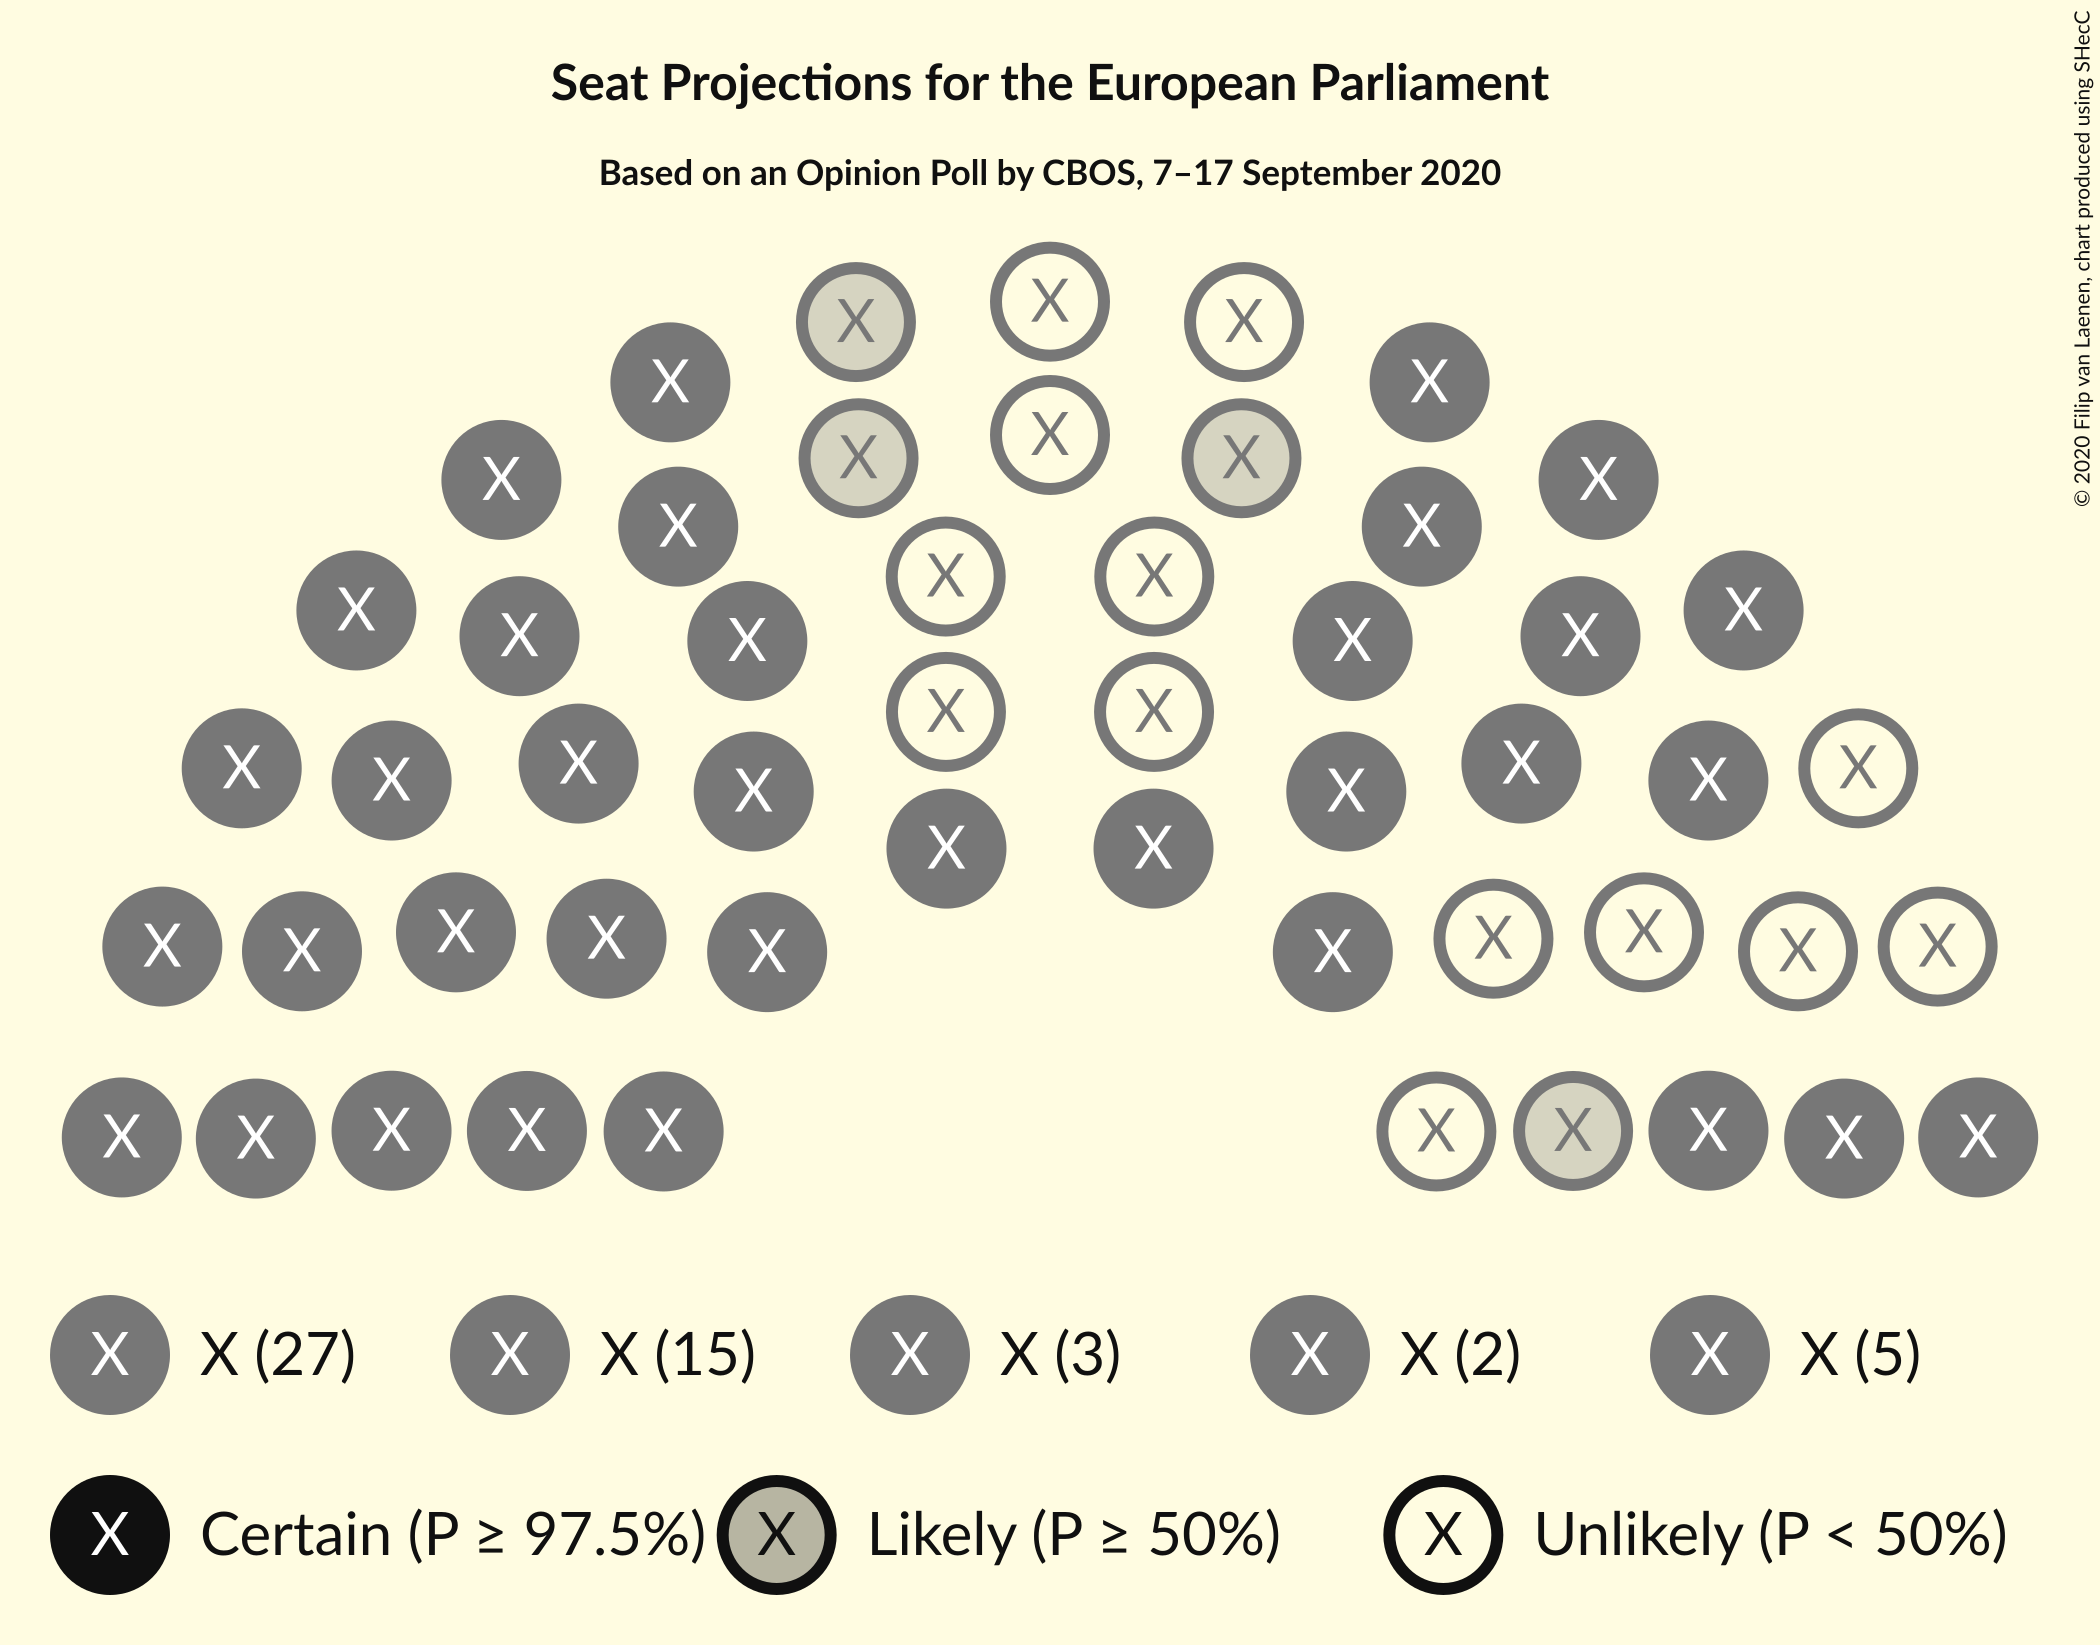 Seat Projections for the European Parliament
Based on an Opinion Poll by CBOS, 7–17 September 2020
© 2020 Filip van Laenen, chart produced using SHecC
X
X X
X X
X
X X
X X
X X
X X
X X
X X X X
X X
X X X X X X X X
X X
X X X X X X X X X X
X X X X X X X X X X
X X (27) X X (15) X X (3) X X (2) X X (5)
X Certain (P ≥ 97.5%) X Likely (P ≥ 50%) X Unlikely (P < 50%)